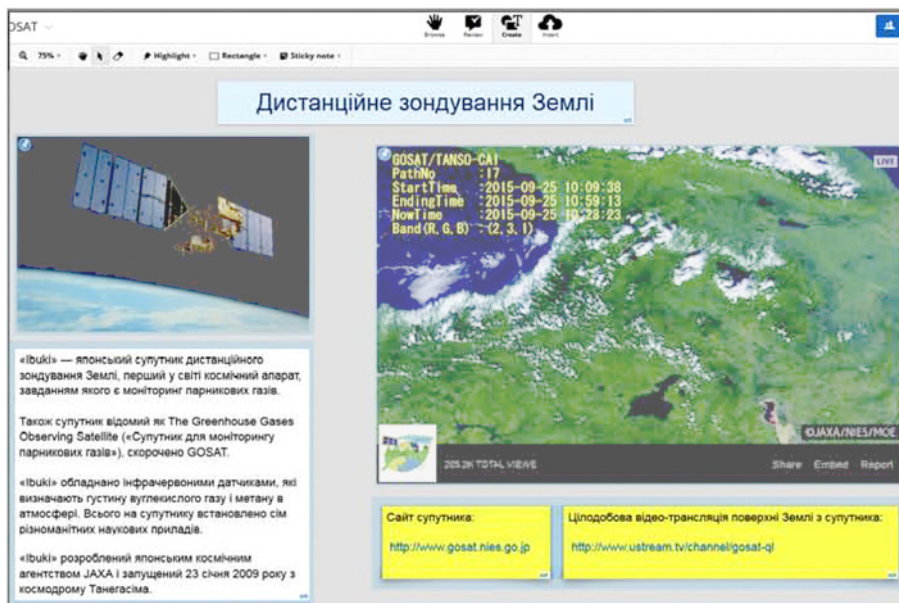 OSAT
Browse Review Create Insert
75% Highlight Rectangle Sticky note
Дистанційне зондування Землі
GOSAT/TANSO-CAI
PathNo :17
StartTime :2015-09-25 10:09:38
EndingTime :2015-09-25 10:59:13
NowTime :2015-09-25 10:28:23
Band(R,G,B) :(2,3,1)
LIVE
©JAXA/NIES/MOE
205.2K TOTAL VIEWS
Share Embed Report
«Ibuki» — японський супутник дистанційного
зондування Землі, перший у світі космічний апарат,
завданням якого є моніторинг парникових газів.
Також супутник відомий як The Greenhouse Gases
Observing Satellite («Супутник для моніторингу
парникових газів»), скорочено GOSAT.
«Ibuki» обладнано інфрачервоними датчиками, які
визначають густину вуглекислого газу і метану в
атмосфері. Всього на супутнику встановлено сім
різноманітних наукових приладів.
«Ibuki» розроблений японським космічним
агентством JAXA і запущений 23 січня 2009 року з
космодрому Танегасіма.
Сайт супутника:
http://www.gosat.nies.go.jp
Цілодобова відео-трансляція поверхні Землі з супутника:
http://www.ustream.tv/channel/gosat-ql